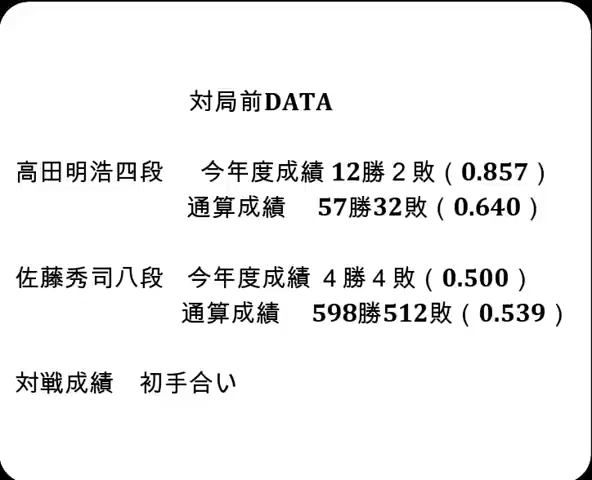 対局前DATA
高田明浩四段　今年度成績 12勝２敗（0.857）
通算成績　57勝32敗（0.640）
佐藤秀司八段　今年度成績 ４勝４敗（0.500）
通算成績　598勝512敗（0.539）
対戦成績　初手合い